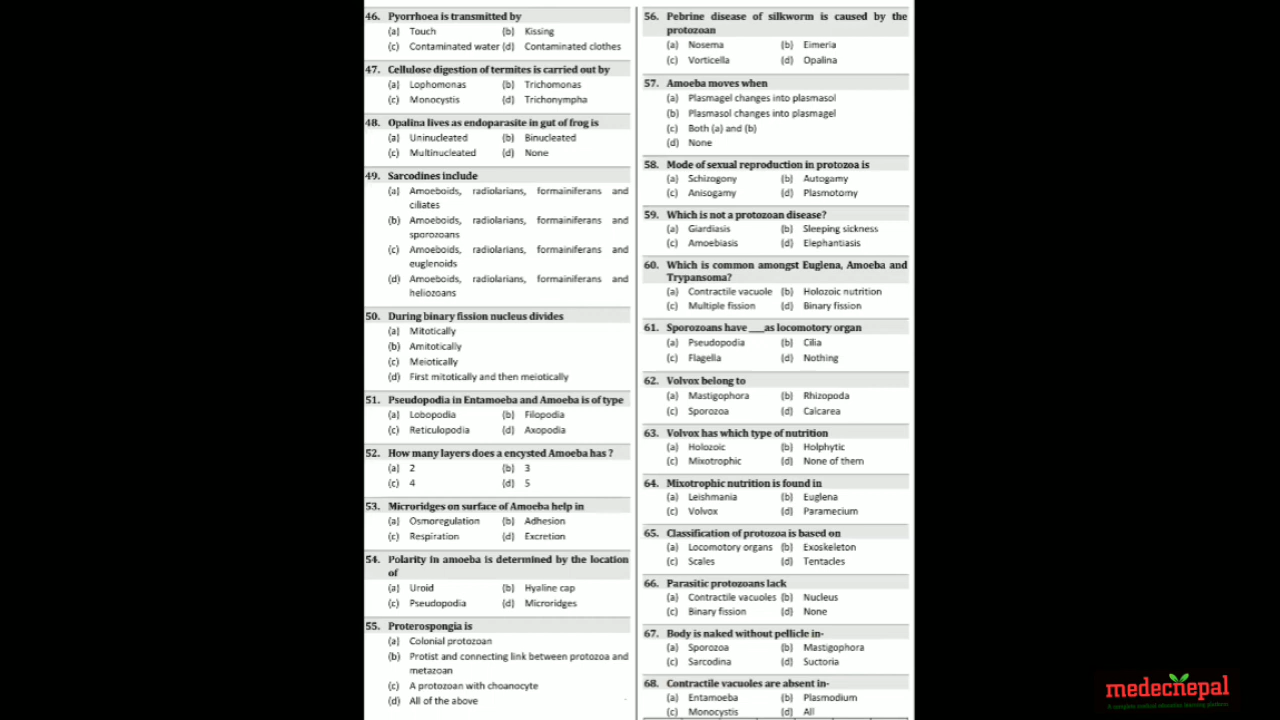 46. Pyorrhoea is transmitted by
(a) Touch (b) Kissing
(c) Contaminated water (d) Contaminated clothes
47. Cellulose digestion of termites is carried out by
(a) Lophomonas (b) Trichomonas
(c) Monocystis (d) Trichonympha
48. Opalina lives as endoparasite in gut of frog is
(a) Uninucleated (b) Binucleated
(c) Multinucleated (d) None
49. Sarcodines include
(a) Amoeboids, radiolarians, formainiferans and
ciliates
(b) Amoeboids, radiolarians, formainiferans and
sporozoans
(c) Amoeboids, radiolarians, formainiferans and
euglenoids
(d) Amoeboids, radiolarians, formainiferans and
heliozoans
50. During binary fission nucleus divides
(a) Mitotically
(b) Amitotically
(c) Meiotically
(d) First mitotically and then meiotically
51. Pseudopodia in Entamoeba and Amoeba is of type
(a) Lobopodia (b) Filopodia
(c) Reticulopodia (d) Axopodia
52. How many layers does a encysted Amoeba has ?
(a) 2 (b) 3
(c) 4 (d) 5
53. Microridges on surface of Amoeba help in
(a) Osmoregulation (b) Adhesion
(c) Respiration (d) Excretion
54. Polarity in amoeba is determined by the location
of
(a) Uroid (b) Hyaline cap
(c) Pseudopodia (d) Microridges
55. Proterospongia is
(a) Colonial protozoan
(b) Protist and connecting link between protozoa and
metazoan
(c) A protozoan with choanocyte
(d) All of the above
56. Pebrine disease of silkworm is caused by the
protozoan
(a) Nosema (b) Eimeria
(c) Vorticella (d) Opalina
57. Amoeba moves when
(a) Plasmagel changes into plasmasol
(b) Plasmasol changes into plasmagel
(c) Both (a) and (b)
(d) None
58. Mode of sexual reproduction in protozoa is
(a) Schizogony (b) Autogamy
(c) Anisogamy (d) Plasmotomy
59. Which is not a protozoan disease?
(a) Giardiasis (b) Sleeping sickness
(c) Amoebiasis (d) Elephantiasis
60. Which is common amongst Euglena, Amoeba and
Trypansoma?
(a) Contractile vacuole (b) Holozoic nutrition
(c) Multiple fission (d) Binary fission
61. Sporozoans have ___as locomotory organ
(a) Pseudopodia (b) Cilia
(c) Flagella (d) Nothing
62. Volvox belong to
(a) Mastigophora (b) Rhizopoda
(c) Sporozoa (d) Calcarea
63. Volvox has which type of nutrition
(a) Holozoic (b) Holphytic
(c) Mixotrophic (d) None of them
64. Mixotrophic nutrition is found in
(a) Leishmania (b) Euglena
(c) Volvox (d) Paramecium
65. Classification of protozoa is based on
(a) Locomotory organs (b) Exoskeleton
(c) Scales (d) Tentacles
66. Parasitic protozoans lack
(a) Contractile vacuoles (b) Nucleus
(c) Binary fission (d) None
67. Body is naked without pellicle in-
(a) Sporozoa (b) Mastigophora
(c) Sarcodina (d) Suctoria
68. Contractile vacuoles are absent in-
(a) Entamoeba (b) Plasmodium
(c) Monocystis (d) All
medecnepal
A complete medical education learning platform